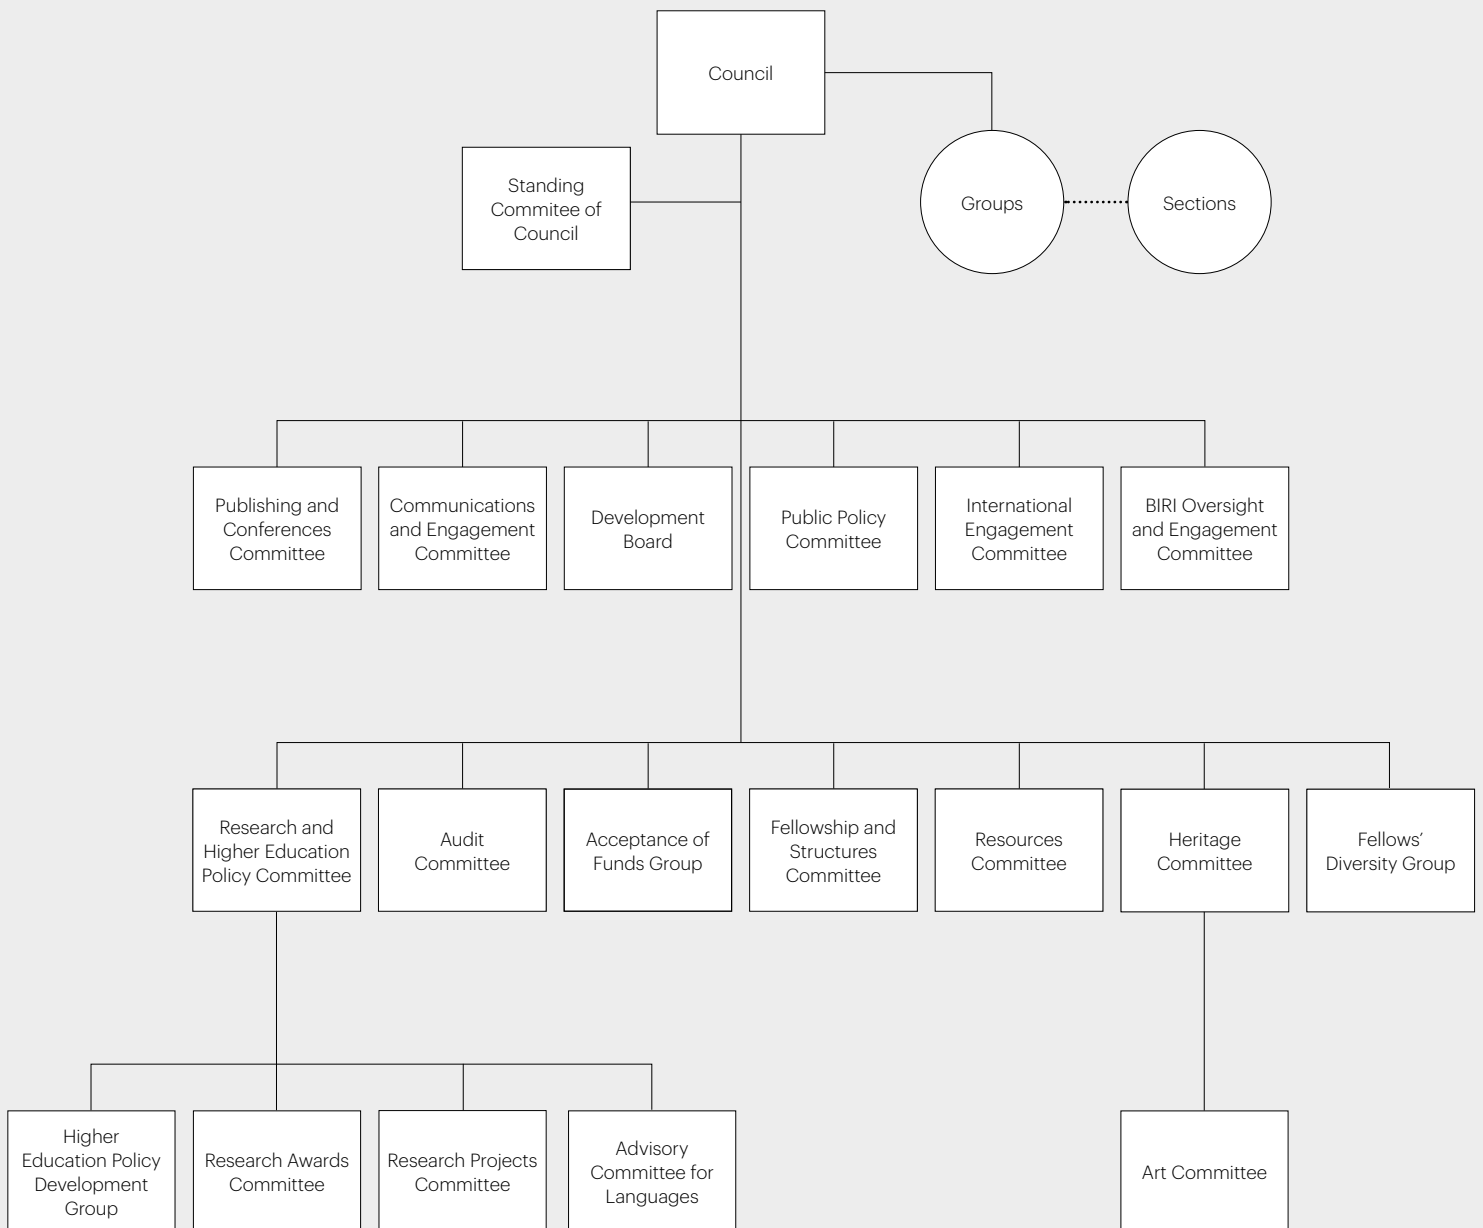 Council
Standing
Commitee of
Council
Groups
Sections
Publishing and
Conferences
Committee
Communications
and Engagement
Committee
Development
Board
Public Policy
Committee
International
Engagement
Committee
BIRI Oversight
and Engagement
Committee
Research and
Higher Education
Policy Committee
Audit
Committee
Acceptance of
Funds Group
Fellowship and
Structures
Committee
Resources
Committee
Heritage
Committee
Fellows’
Diversity Group
Higher
Education Policy
Development
Group
Research Awards
Committee
Research Projects
Committee
Advisory
Committee for
Languages
Art Committee